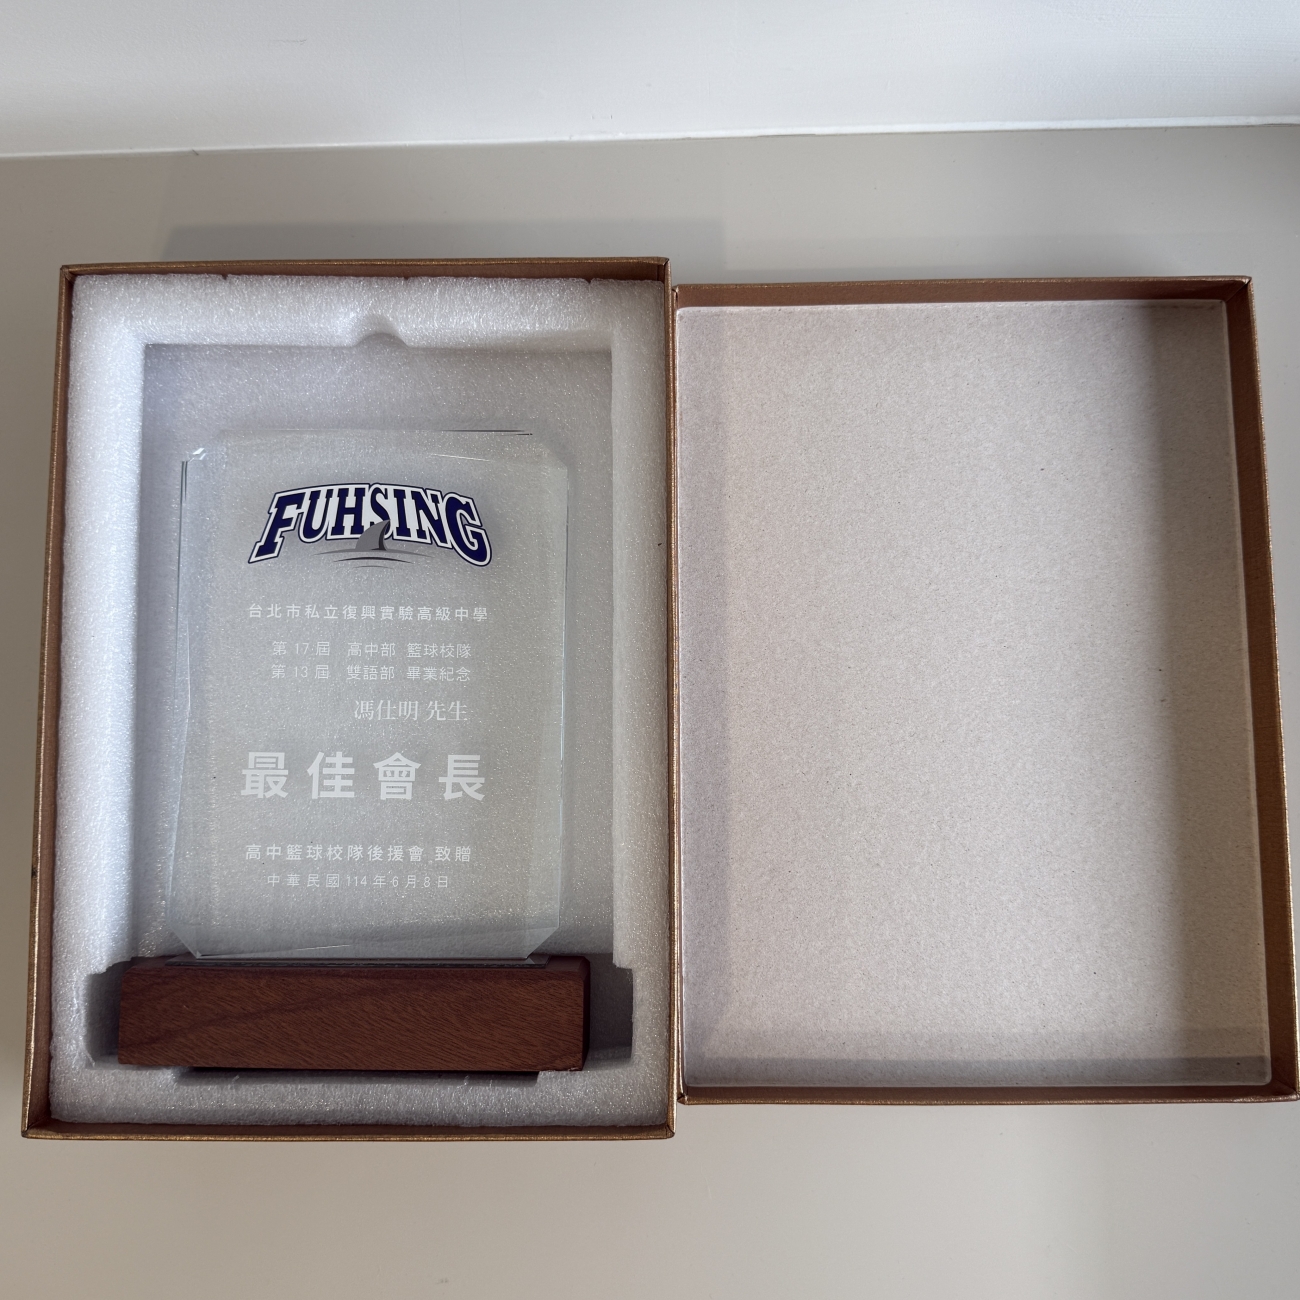 FUHSING
台北市私立復興實驗高級中學
第 17 屆 高中部 籃球校隊
第 13 屆 雙語部 畢業紀念
馮仕明 先生
最佳會長
高中籃球校隊後援會 致贈
中華民國 114 年 6 月 8 日